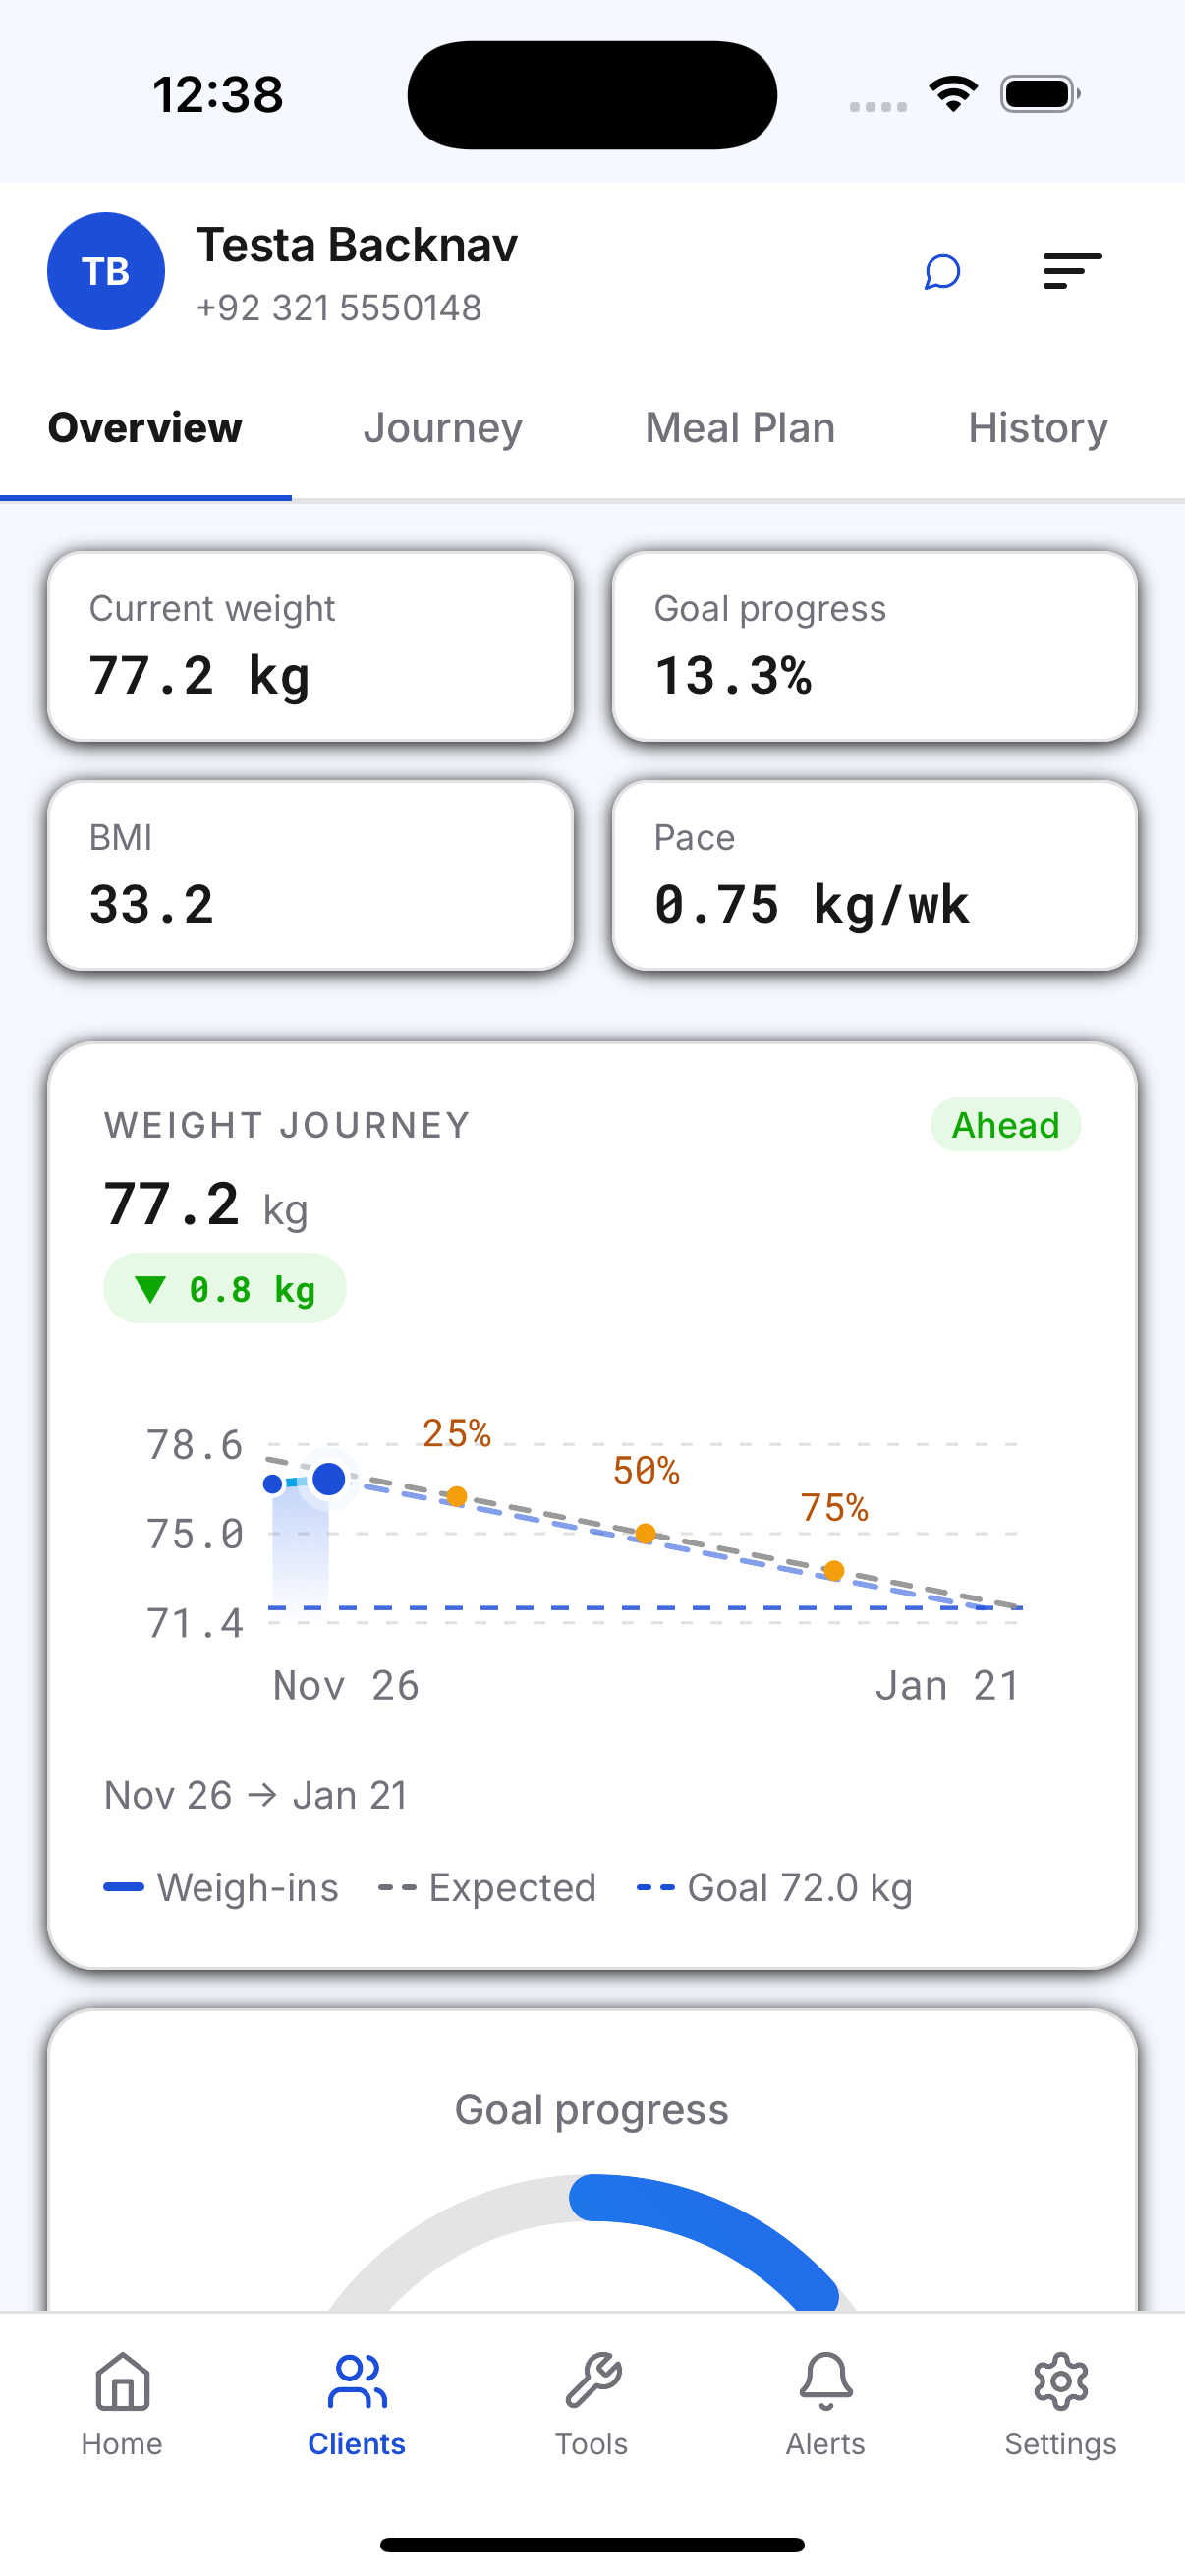 12:38
TB
Testa Backnav
+92 321 5550148
Overview Journey Meal Plan History
Current weight
77.2 kg
Goal progress
13.3%
BMI
33.2
Pace
0.75 kg/wk
WEIGHT JOURNEY
Ahead
77.2 kg
▼ 0.8 kg
25%
50%
75%
78.6
75.0
71.4
Nov 26 Jan 21
Nov 26 → Jan 21
Weigh-ins Expected Goal 72.0 kg
Goal progress
Home Clients Tools Alerts Settings